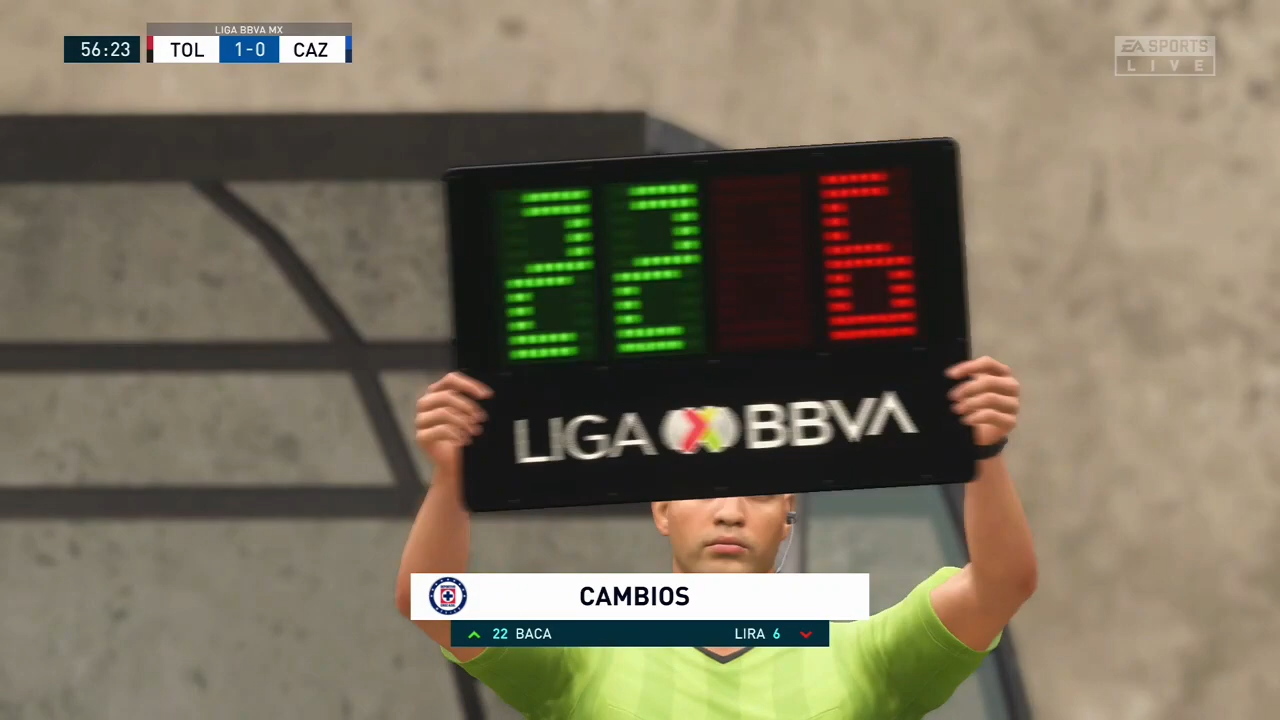 LIGA BBVA MX
56:23 TOL 1-0 CAZ
EA SPORTS
LIVE
22 6
LIGA BBVA
CAMBIOS
22 BACA LIRA 6